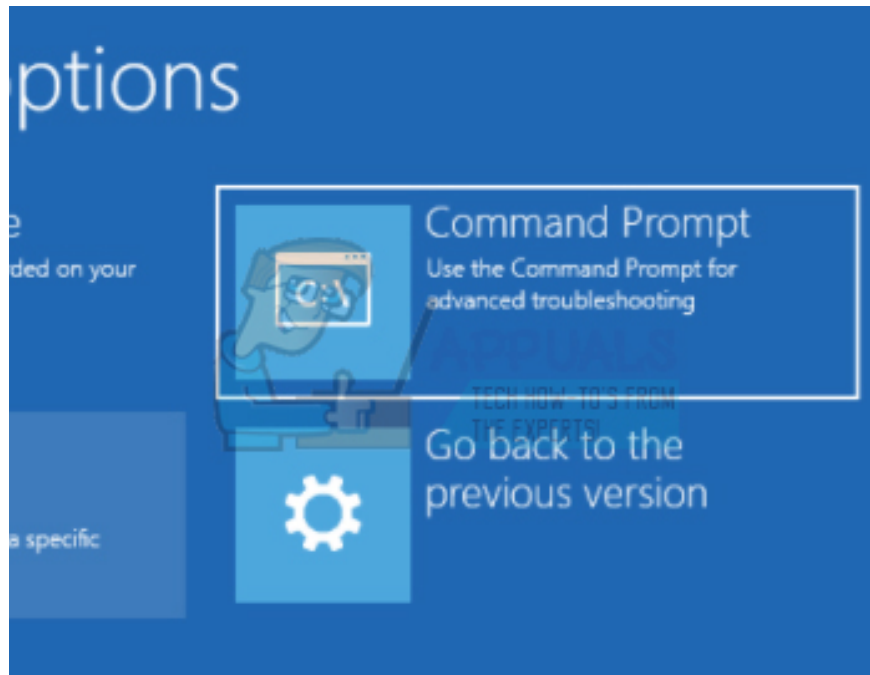 ptions
e
ded on your
Command Prompt
Use the Command Prompt for
advanced troubleshooting
C:\
APPUALS
TECH HOW-TO'S FROM
THE EXPERTS!
Go back to the
previous version
a specific